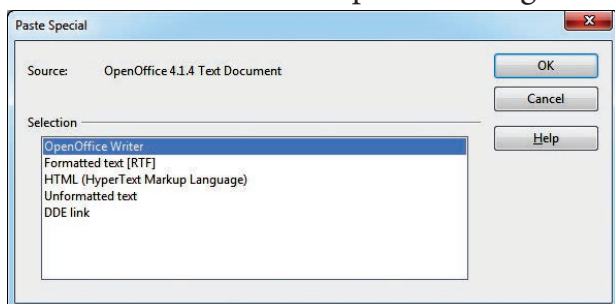 Paste Special
Source: OpenOffice 4.1.4 Text Document
OK
Cancel
Selection
Help
OpenOffice Writer
Formatted text [RTF]
HTML (HyperText Markup Language)
Unformatted text
DDE link